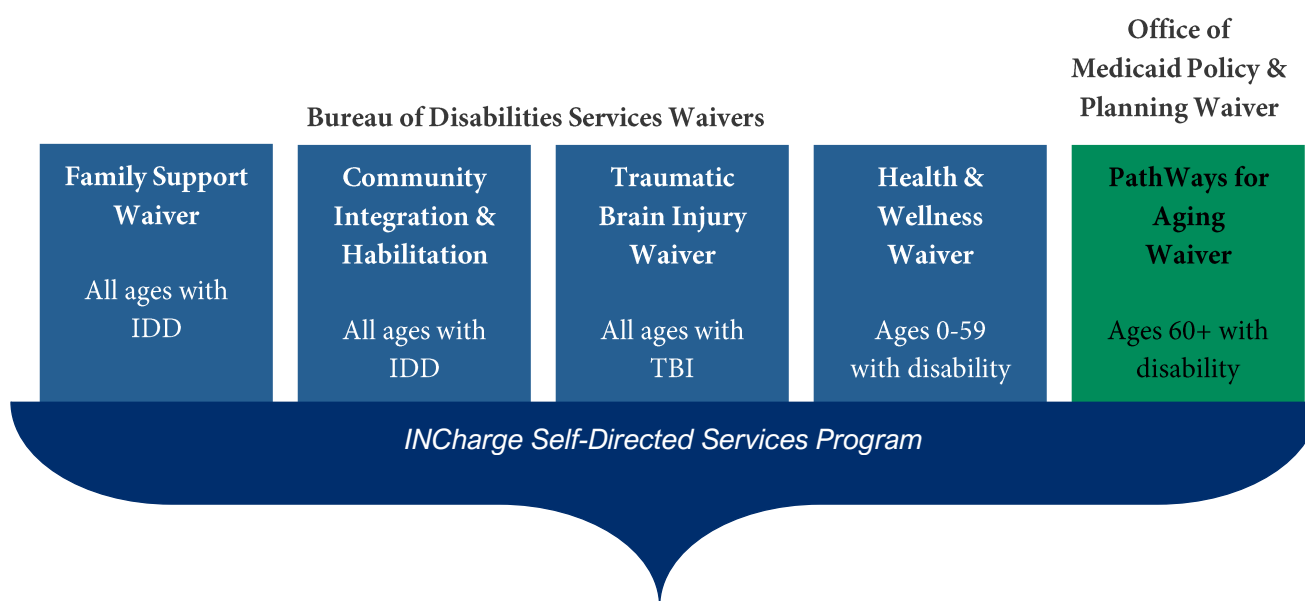 Office of
Medicaid Policy &
Planning Waiver
Bureau of Disabilities Services Waivers
Family Support
Waiver
All ages with
IDD
Community
Integration &
Habilitation
All ages with
IDD
Traumatic
Brain Injury
Waiver
All ages with
TBI
Health &
Wellness
Waiver
Ages 0-59
with disability
PathWays for
Aging
Waiver
Ages 60+ with
disability
INCharge Self-Directed Services Program